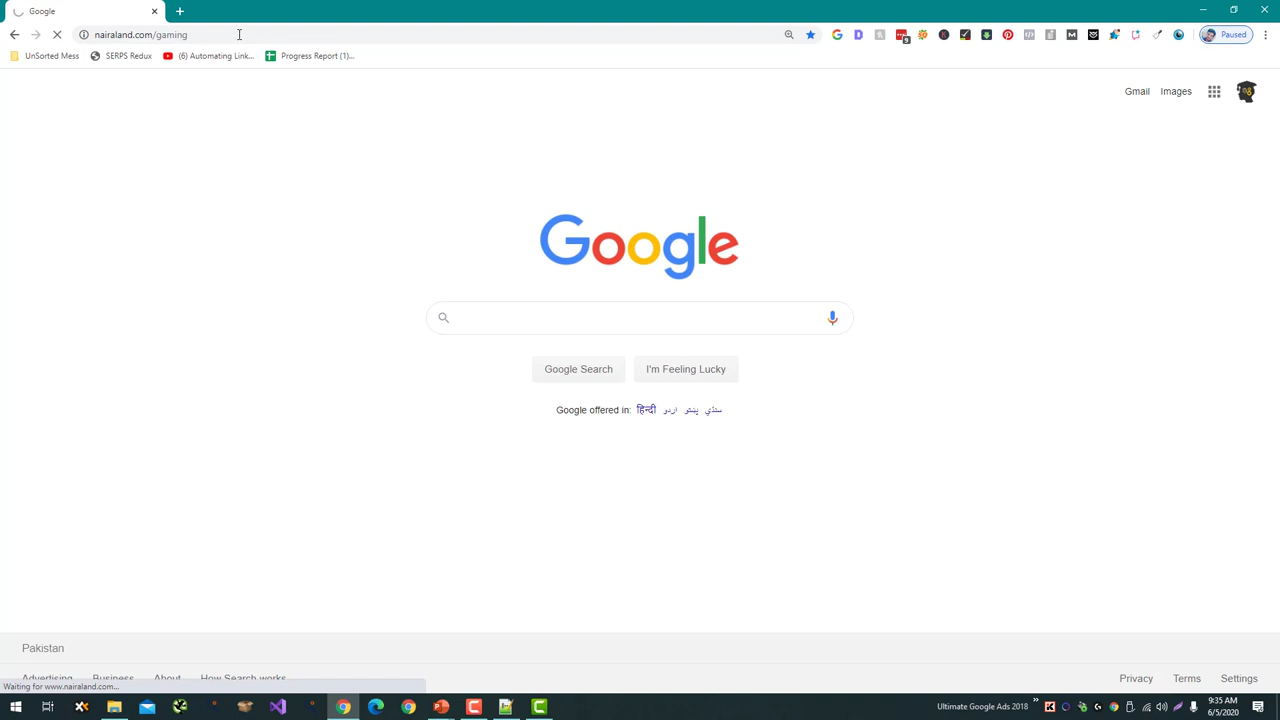 Google
nairaland.com/gaming
Paused
UnSorted Mess
SERPS Redux
(6) Automating Link...
Progress Report (1)...
Gmail
Images
Google
Google Search
I'm Feeling Lucky
Google offered in: हिन्दी اردو پښتو سنڌي
Pakistan
Advertising
Business
About
How Search works
Privacy
Terms
Settings
Waiting for www.nairaland.com...
Ultimate Google Ads 2018
9:35 AM
6/5/2020